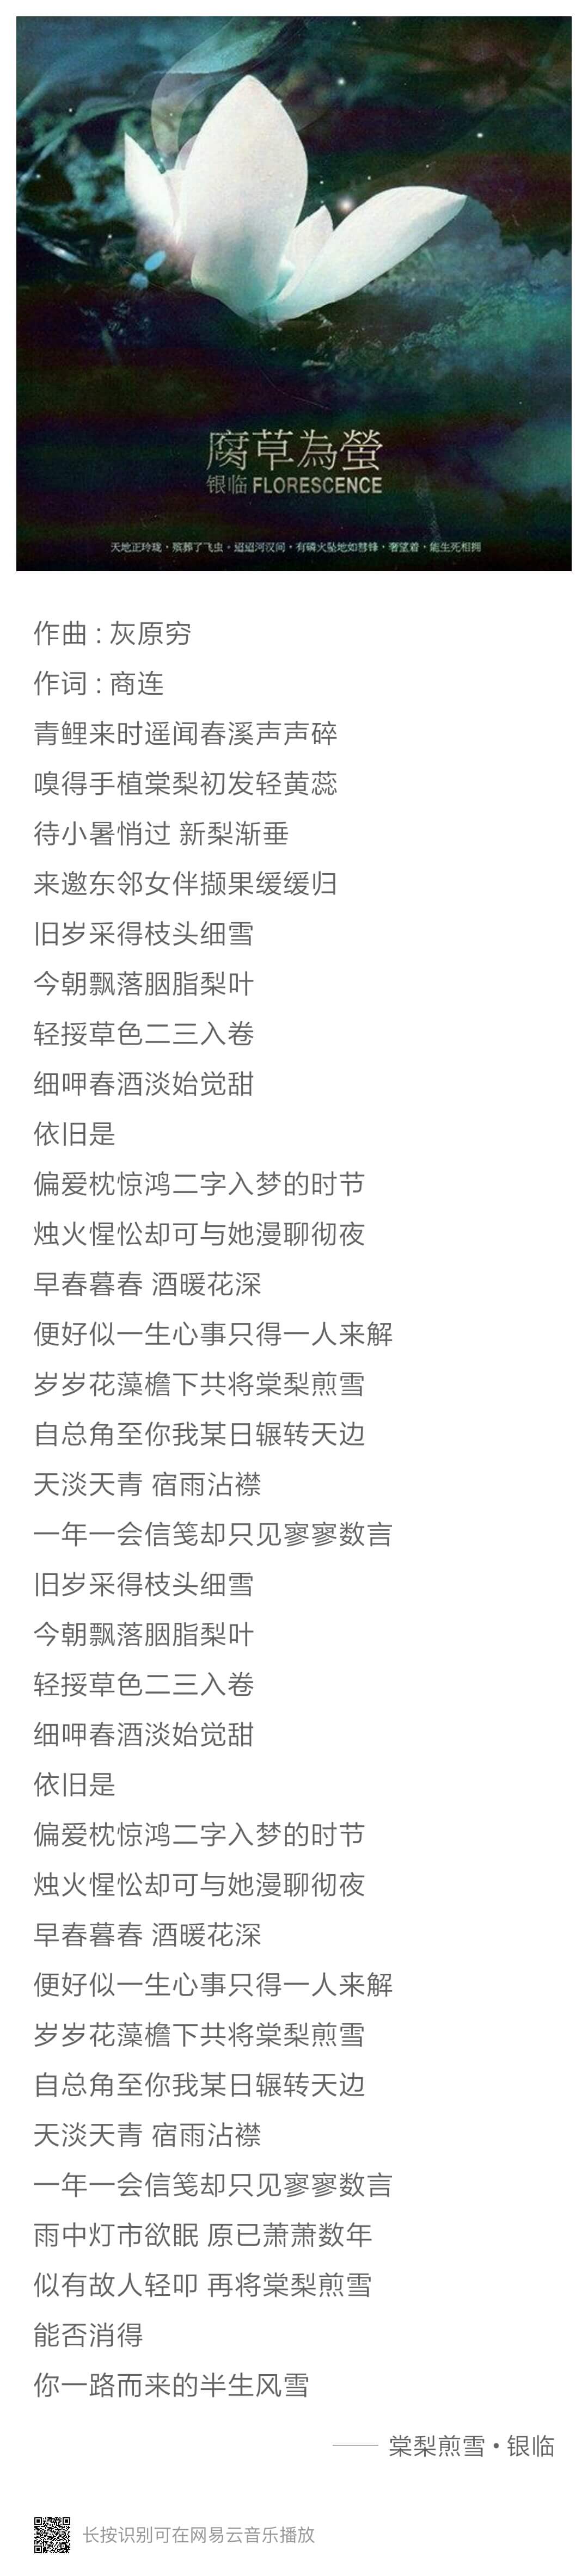 腐草為螢
银临 FLORESCENCE
天地正玲珑·殡葬了飞虫·迢迢河汉间·有磷火坠地如彗锋·奢望着·能生死相拥
作曲 : 灰原穷
作词 : 商连
青鲤来时遥闻春溪声声碎
嗅得手植棠梨初发轻黄蕊
待小暑悄过 新梨渐垂
来邀东邻女伴撷果缓缓归
旧岁采得枝头细雪
今朝飘落胭脂梨叶
轻挼草色二三入卷
细呷春酒淡始觉甜
依旧是
偏爱枕惊鸿二字入梦的时节
烛火惺忪却可与她漫聊彻夜
早春暮春 酒暖花深
便好似一生心事只得一人来解
岁岁花藻檐下共将棠梨煎雪
自总角至你我某日辗转天边
天淡天青 宿雨沾襟
一年一会信笺却只见寥寥数言
旧岁采得枝头细雪
今朝飘落胭脂梨叶
轻挼草色二三入卷
细呷春酒淡始觉甜
依旧是
偏爱枕惊鸿二字入梦的时节
烛火惺忪却可与她漫聊彻夜
早春暮春 酒暖花深
便好似一生心事只得一人来解
岁岁花藻檐下共将棠梨煎雪
自总角至你我某日辗转天边
天淡天青 宿雨沾襟
一年一会信笺却只见寥寥数言
雨中灯市欲眠 原已萧萧数年
似有故人轻叩 再将棠梨煎雪
能否消得
你一路而来的半生风雪
—— 棠梨煎雪 • 银临
长按识别可在网易云音乐播放